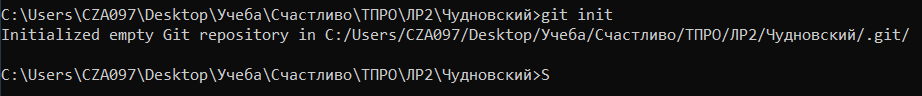 C:\Users\CZA097\Desktop\Учеба\Счастливо\ТПРО\ЛР2\Чудновский>git init
Initialized empty Git repository in C:/Users/CZA097/Desktop/Учеба/Счастливо/ТПРО/ЛР2/Чудновский/.git/
C:\Users\CZA097\Desktop\Учеба\Счастливо\ТПРО\ЛР2\Чудновский>S